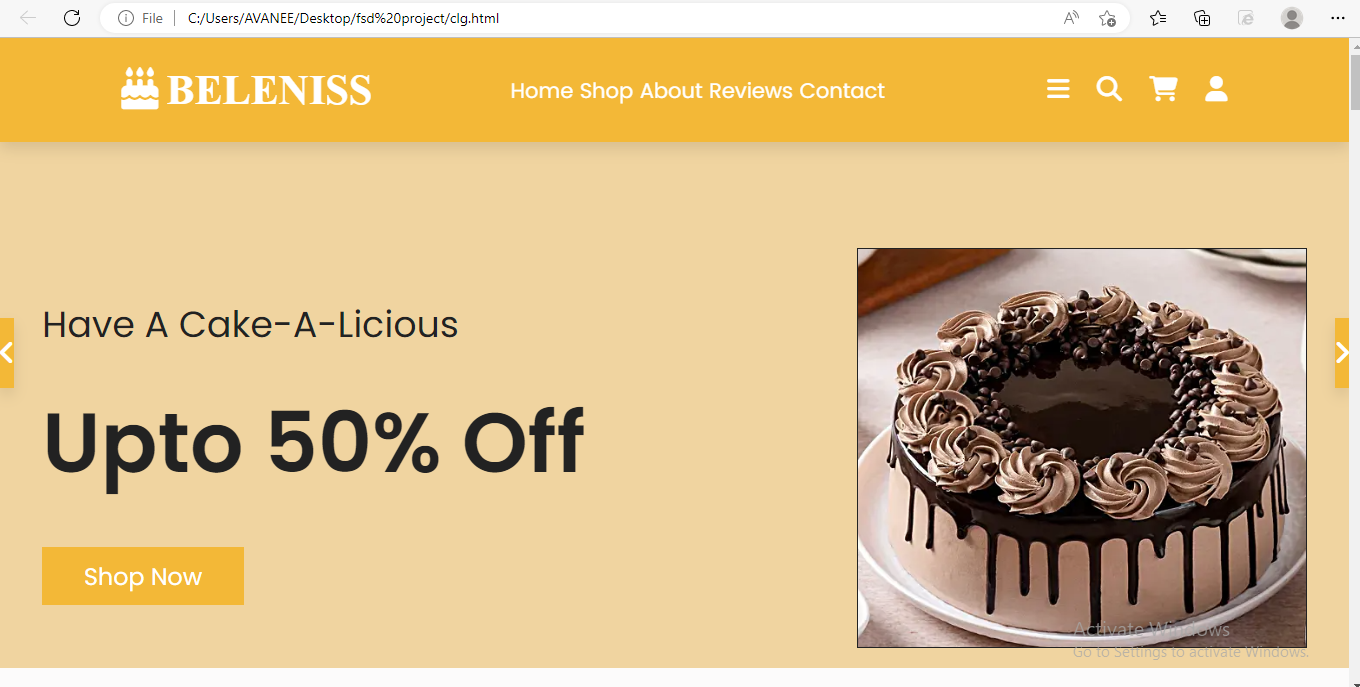 File C:/Users/AVANEE/Desktop/fsd%20project/clg.html
BELENISS
Home Shop About Reviews Contact
Have A Cake-A-Licious
Upto 50% Off
Shop Now
Activate Windows
Go to Settings to activate Windows.